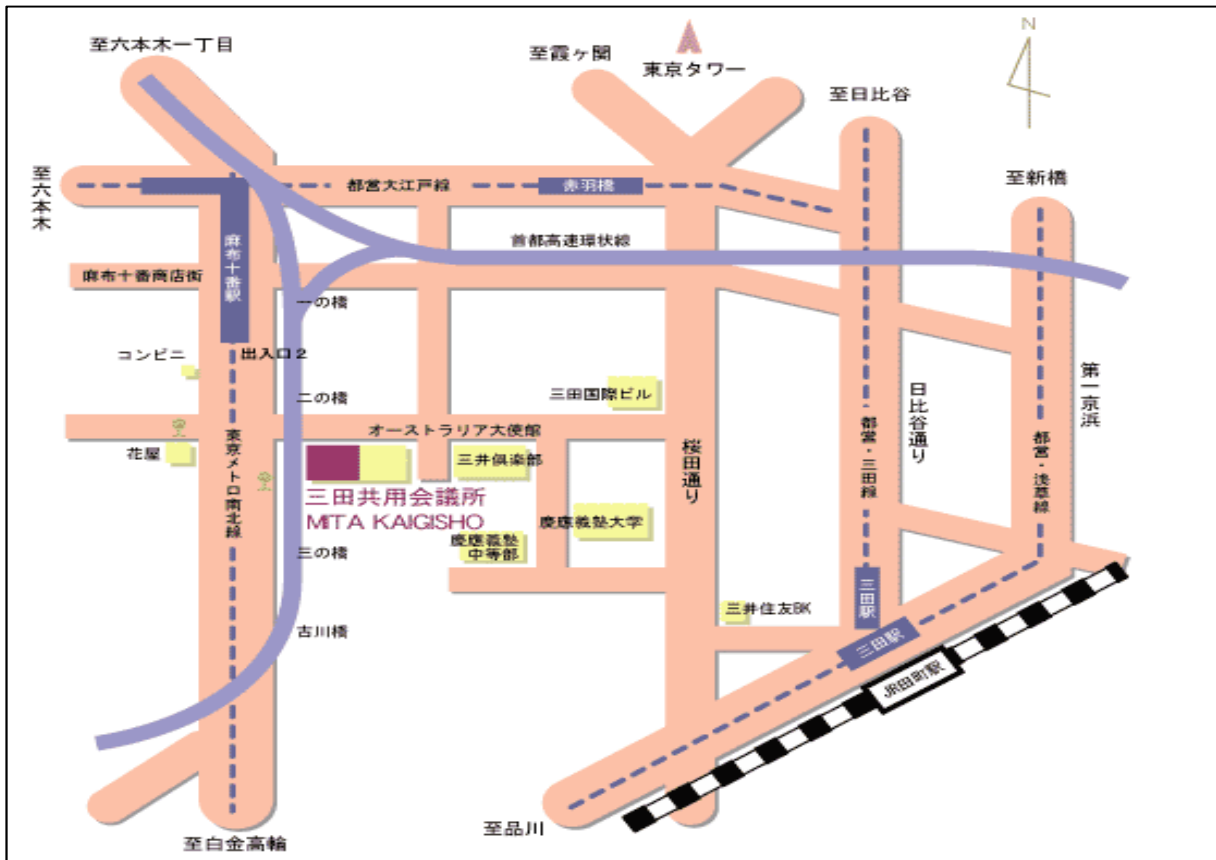 至六本木一丁目
至霞ヶ関
東京タワー
至日比谷
N
至六本木
都営大江戸線
赤羽橋
至新橋
麻布十番駅
首都高速環状線
麻布十番商店街
一の橋
コンビニ
出入口2
二の橋
三田国際ビル
日比谷通り
第一京浜
オーストラリア大使館
花屋
東京メトロ南北線
三井倶楽部
桜田通り
都営・三田線
都営・浅草線
三田共用会議所
MITA KAIGISHO
慶應義塾大学
慶應義塾
中等部
三の橋
三田駅
三井住友BK
古川橋
三田駅
JR田町駅
至品川
至白金高輪